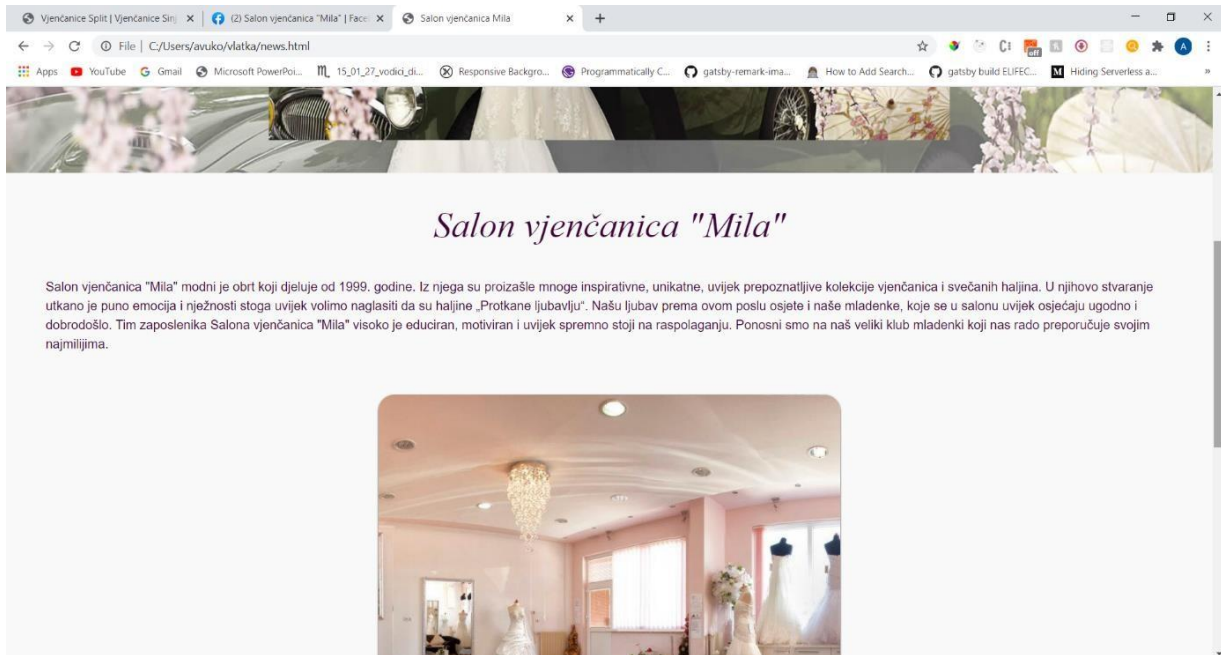 Vjenčanice Split | Vjenčanice Sinj
(2) Salon vjenčanica "Mila" | Face
Salon vjenčanica Mila
File | C:/Users/avuko/vlatka/news.html
off
A
Apps
YouTube
Gmail
Microsoft PowerPoi...
15_01_27_vodici_di...
Responsive Backgro...
Programmatically C...
gatsby-remark-ima...
How to Add Search...
gatsby build ELIFEC...
Hiding Serverless a...
Salon vjenčanica "Mila"
Salon vjenčanica "Mila" modni je obrt koji djeluje od 1999. godine. Iz njega su proizašle mnoge inspirativne, unikatne, uvijek prepoznatljive kolekcije vjenčanica i svečanih haljina. U njihovo stvaranje
utkano je puno emocija i nježnosti stoga uvijek volimo naglasiti da su haljine „Protkane ljubavlju“. Našu ljubav prema ovom poslu osjete i naše mladenke, koje se u salonu uvijek osjećaju ugodno i
dobrodošlo. Tim zaposlenika Salona vjenčanica "Mila" visoko je educiran, motiviran i uvijek spremno stoji na raspolaganju. Ponosni smo na naš veliki klub mladenki koji nas rado preporučuje svojim
najmilijima.